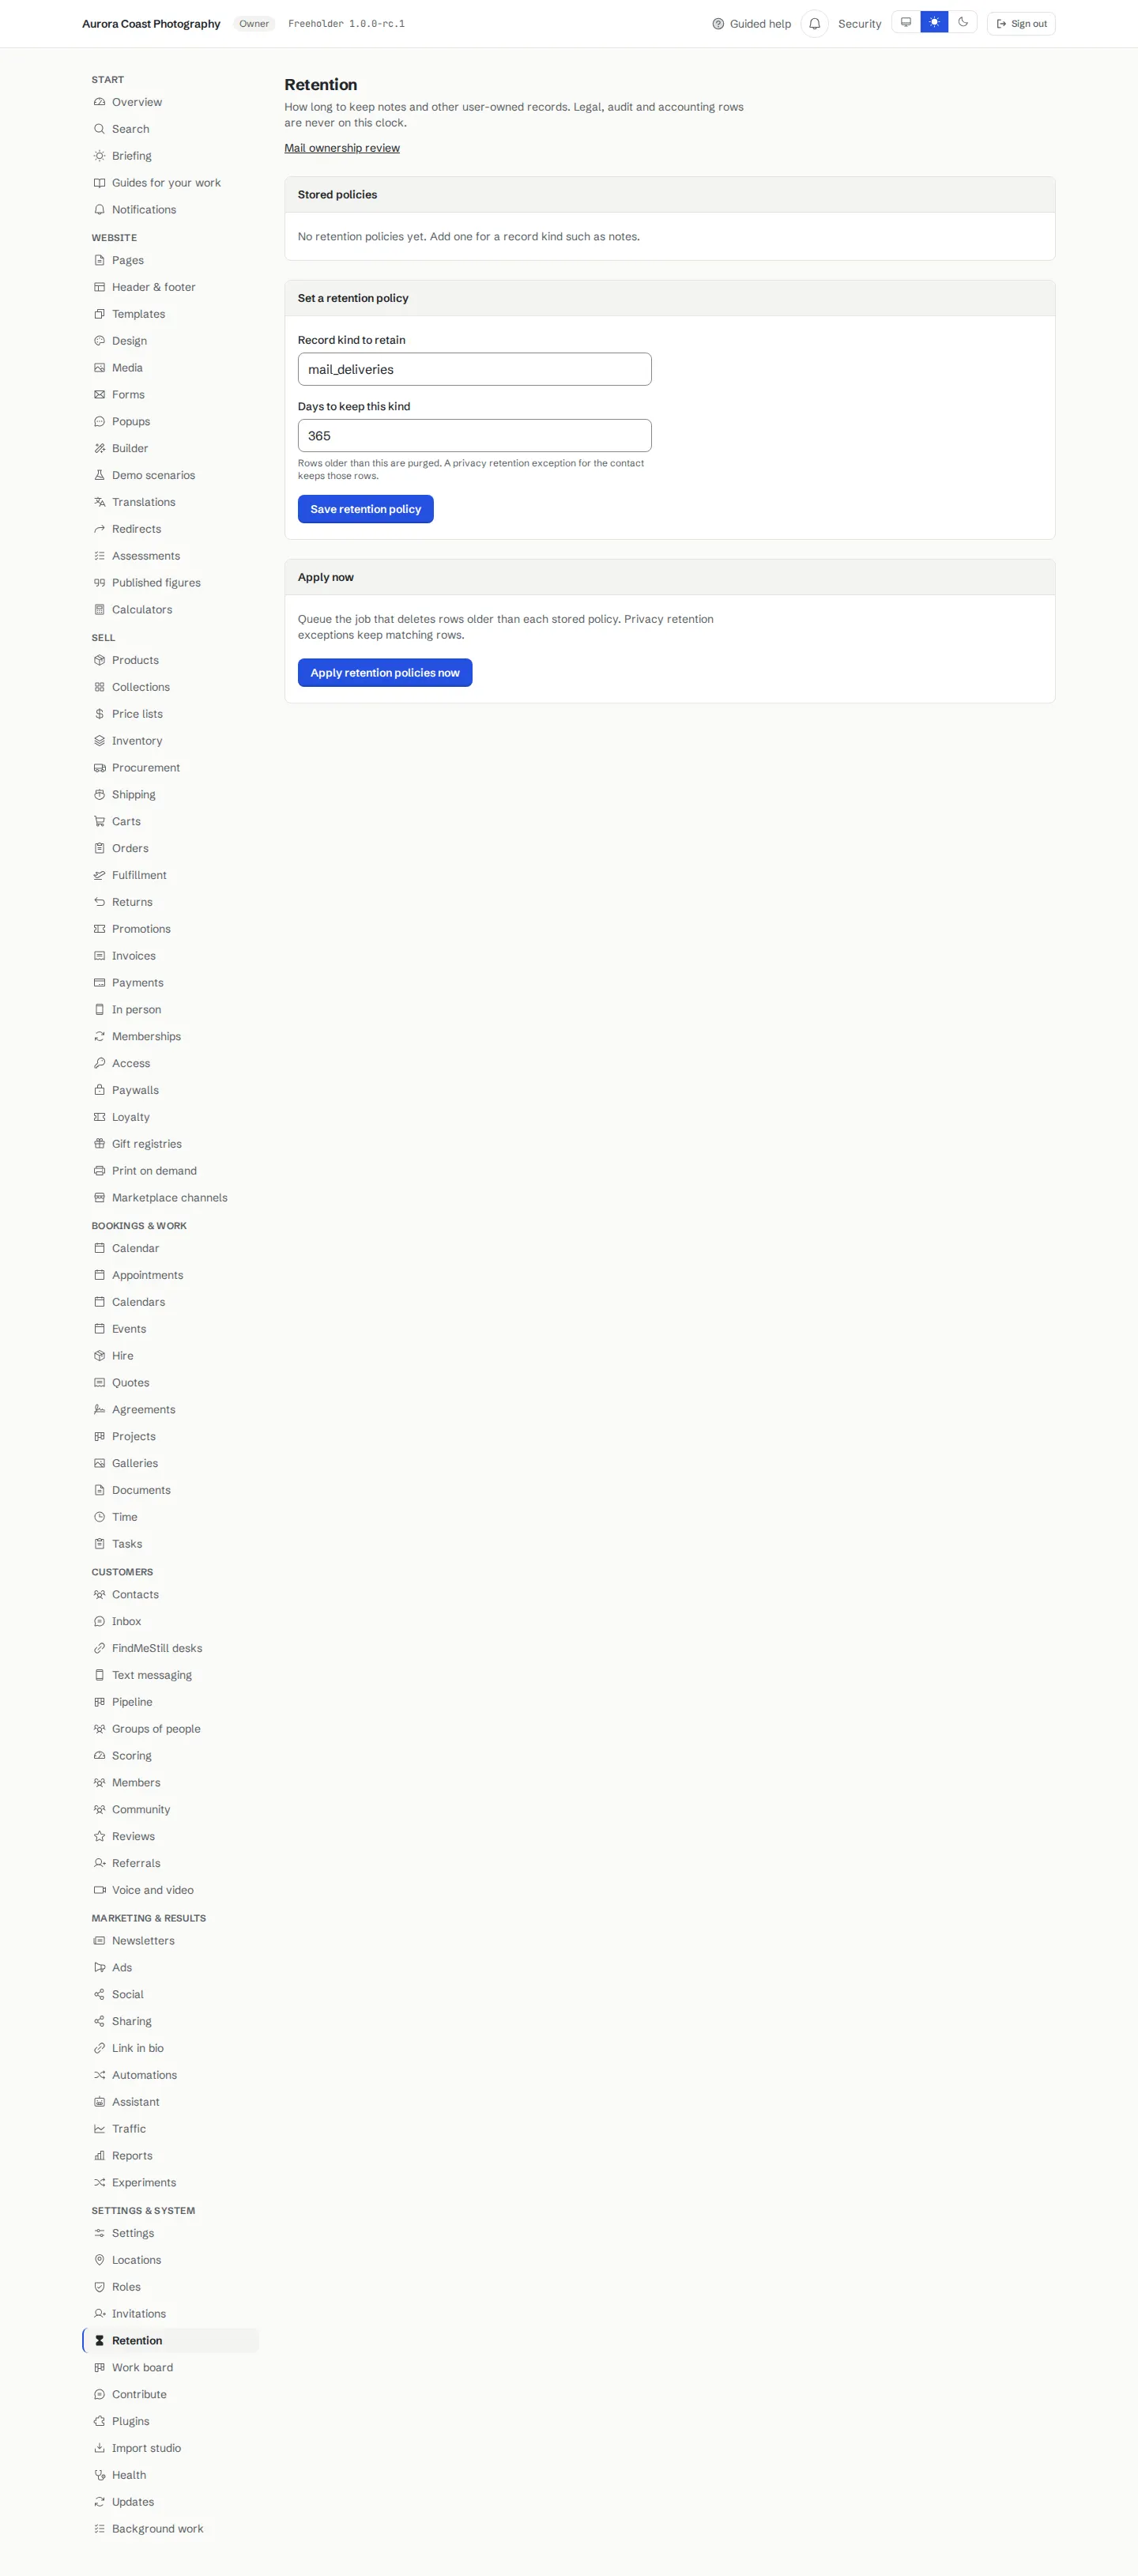 Aurora Coast Photography Owner Freeholder 1.0.0-rc.1 Guided help Security Sign out
START
Overview
Search
Briefing
Guides for your work
Notifications
WEBSITE
Pages
Header & footer
Templates
Design
Media
Forms
Popups
Builder
Demo scenarios
Translations
Redirects
Assessments
Published figures
Calculators
SELL
Products
Collections
Price lists
Inventory
Procurement
Shipping
Carts
Orders
Fulfillment
Returns
Promotions
Invoices
Payments
In person
Memberships
Access
Paywalls
Loyalty
Gift registries
Print on demand
Marketplace channels
BOOKINGS & WORK
Calendar
Appointments
Calendars
Events
Hire
Quotes
Agreements
Projects
Galleries
Documents
Time
Tasks
CUSTOMERS
Contacts
Inbox
FindMeStill desks
Text messaging
Pipeline
Groups of people
Scoring
Members
Community
Reviews
Referrals
Voice and video
MARKETING & RESULTS
Newsletters
Ads
Social
Sharing
Link in bio
Automations
Assistant
Traffic
Reports
Experiments
SETTINGS & SYSTEM
Settings
Locations
Roles
Invitations
Retention
Work board
Contribute
Plugins
Import studio
Health
Updates
Background work
Retention
How long to keep notes and other user-owned records. Legal, audit and accounting rows
are never on this clock.
Mail ownership review
Stored policies
No retention policies yet. Add one for a record kind such as notes.
Set a retention policy
Record kind to retain
mail_deliveries
Days to keep this kind
365
Rows older than this are purged. A privacy retention exception for the contact
keeps those rows.
Save retention policy
Apply now
Queue the job that deletes rows older than each stored policy. Privacy retention
exceptions keep matching rows.
Apply retention policies now